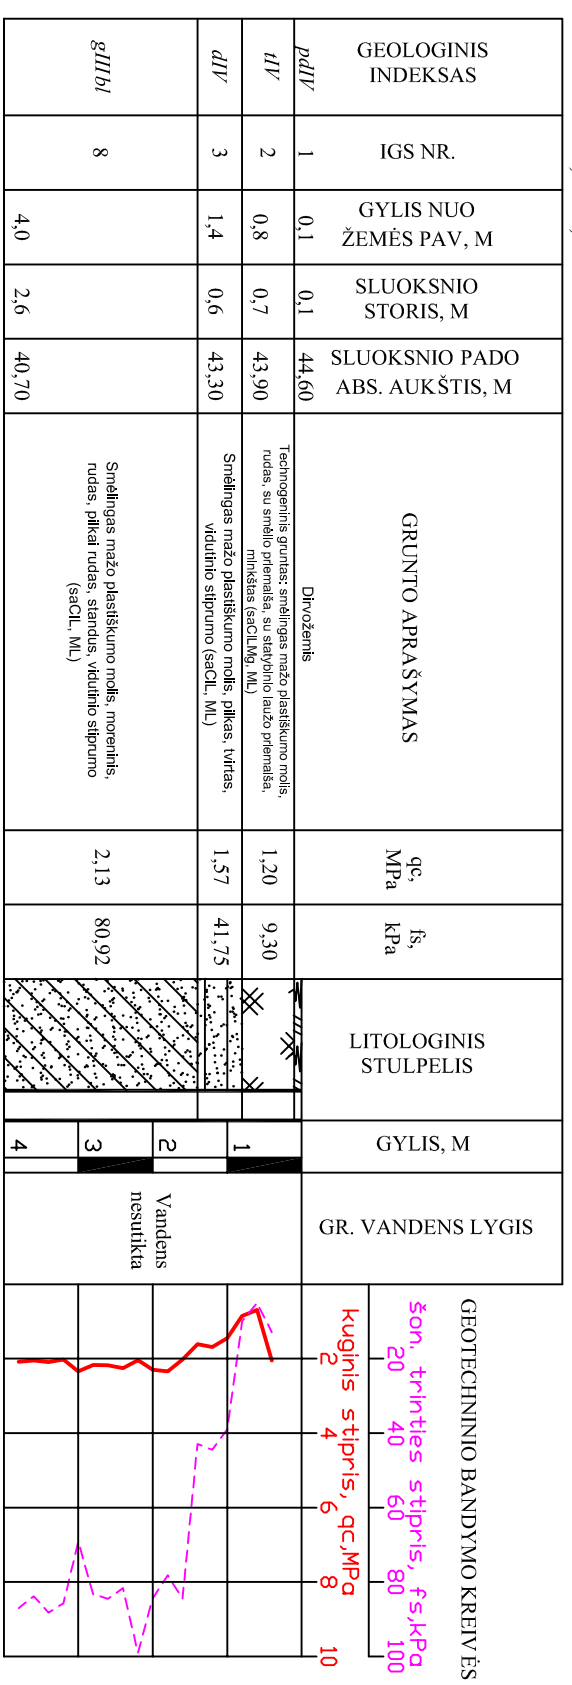 GEOLOGINIS
INDEKSAS
IGS NR.
GYLIS NUO
ŽEMĖS PAV, M
SLUOKSNIO
STORIS, M
SLUOKSNIO PADO
ABS. AUKŠTIS, M
GRUNTO APRAŠYMAS
qc,
MPa
fs,
kPa
LITOLOGINIS
STULPELIS
GYLIS, M
GR. VANDENS LYGIS
GEOTECHNINIO BANDYMO KREIVĖS
pdIV
1
0,1
0,1
44,60
Dirvožemis
tIV
2
0,8
0,7
43,90
Technogeninis gruntas: smėlingas mažo plastiškumo molis,
rudas, su smėlio priemaiša, su statybinio laužo priemaiša,
minkštas (saClLMg, ML)
1,20
9,30
dIV
3
1,4
0,6
43,30
Smėlingas mažo plastiškumo molis, pilkas, tvirtas,
vidutinio stiprumo (saClL, ML)
1,57
41,75
gIIIbl
8
4,0
2,6
40,70
Smėlingas mažo plastiškumo molis, moreninis,
rudas, pilkai rudas, standus, vidutinio stiprumo
(saClL, ML)
2,13
80,92
1
2
3
4
Vandens
nesutikta
šon. trinties stipris, fs,kPa
20 40 60 80 100
kuginis stipris, qc,MPa
2 4 6 8 10